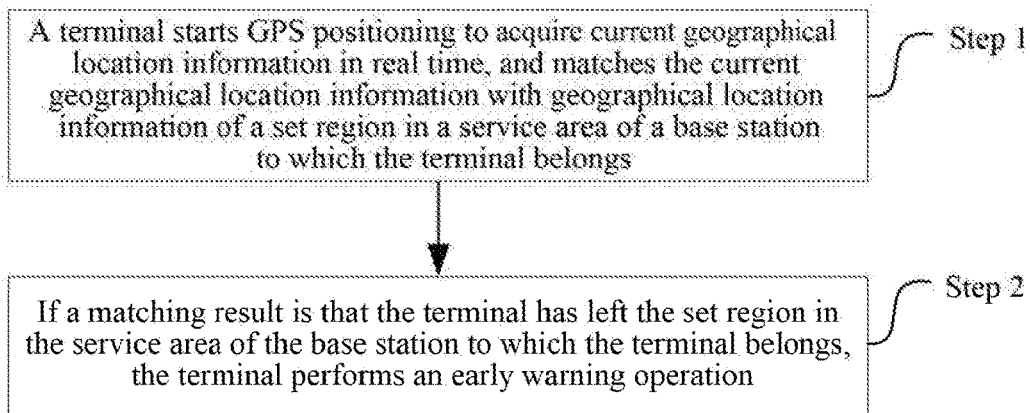 A terminal starts GPS positioning to acquire current geographical
location information in real time, and matches the current
geographical location information with geographical location
information of a set region in a service area of a base station
to which the terminal belongs
Step 1
If a matching result is that the terminal has left the set region in
the service area of the base station to which the terminal belongs,
the terminal performs an early warning operation
Step 2